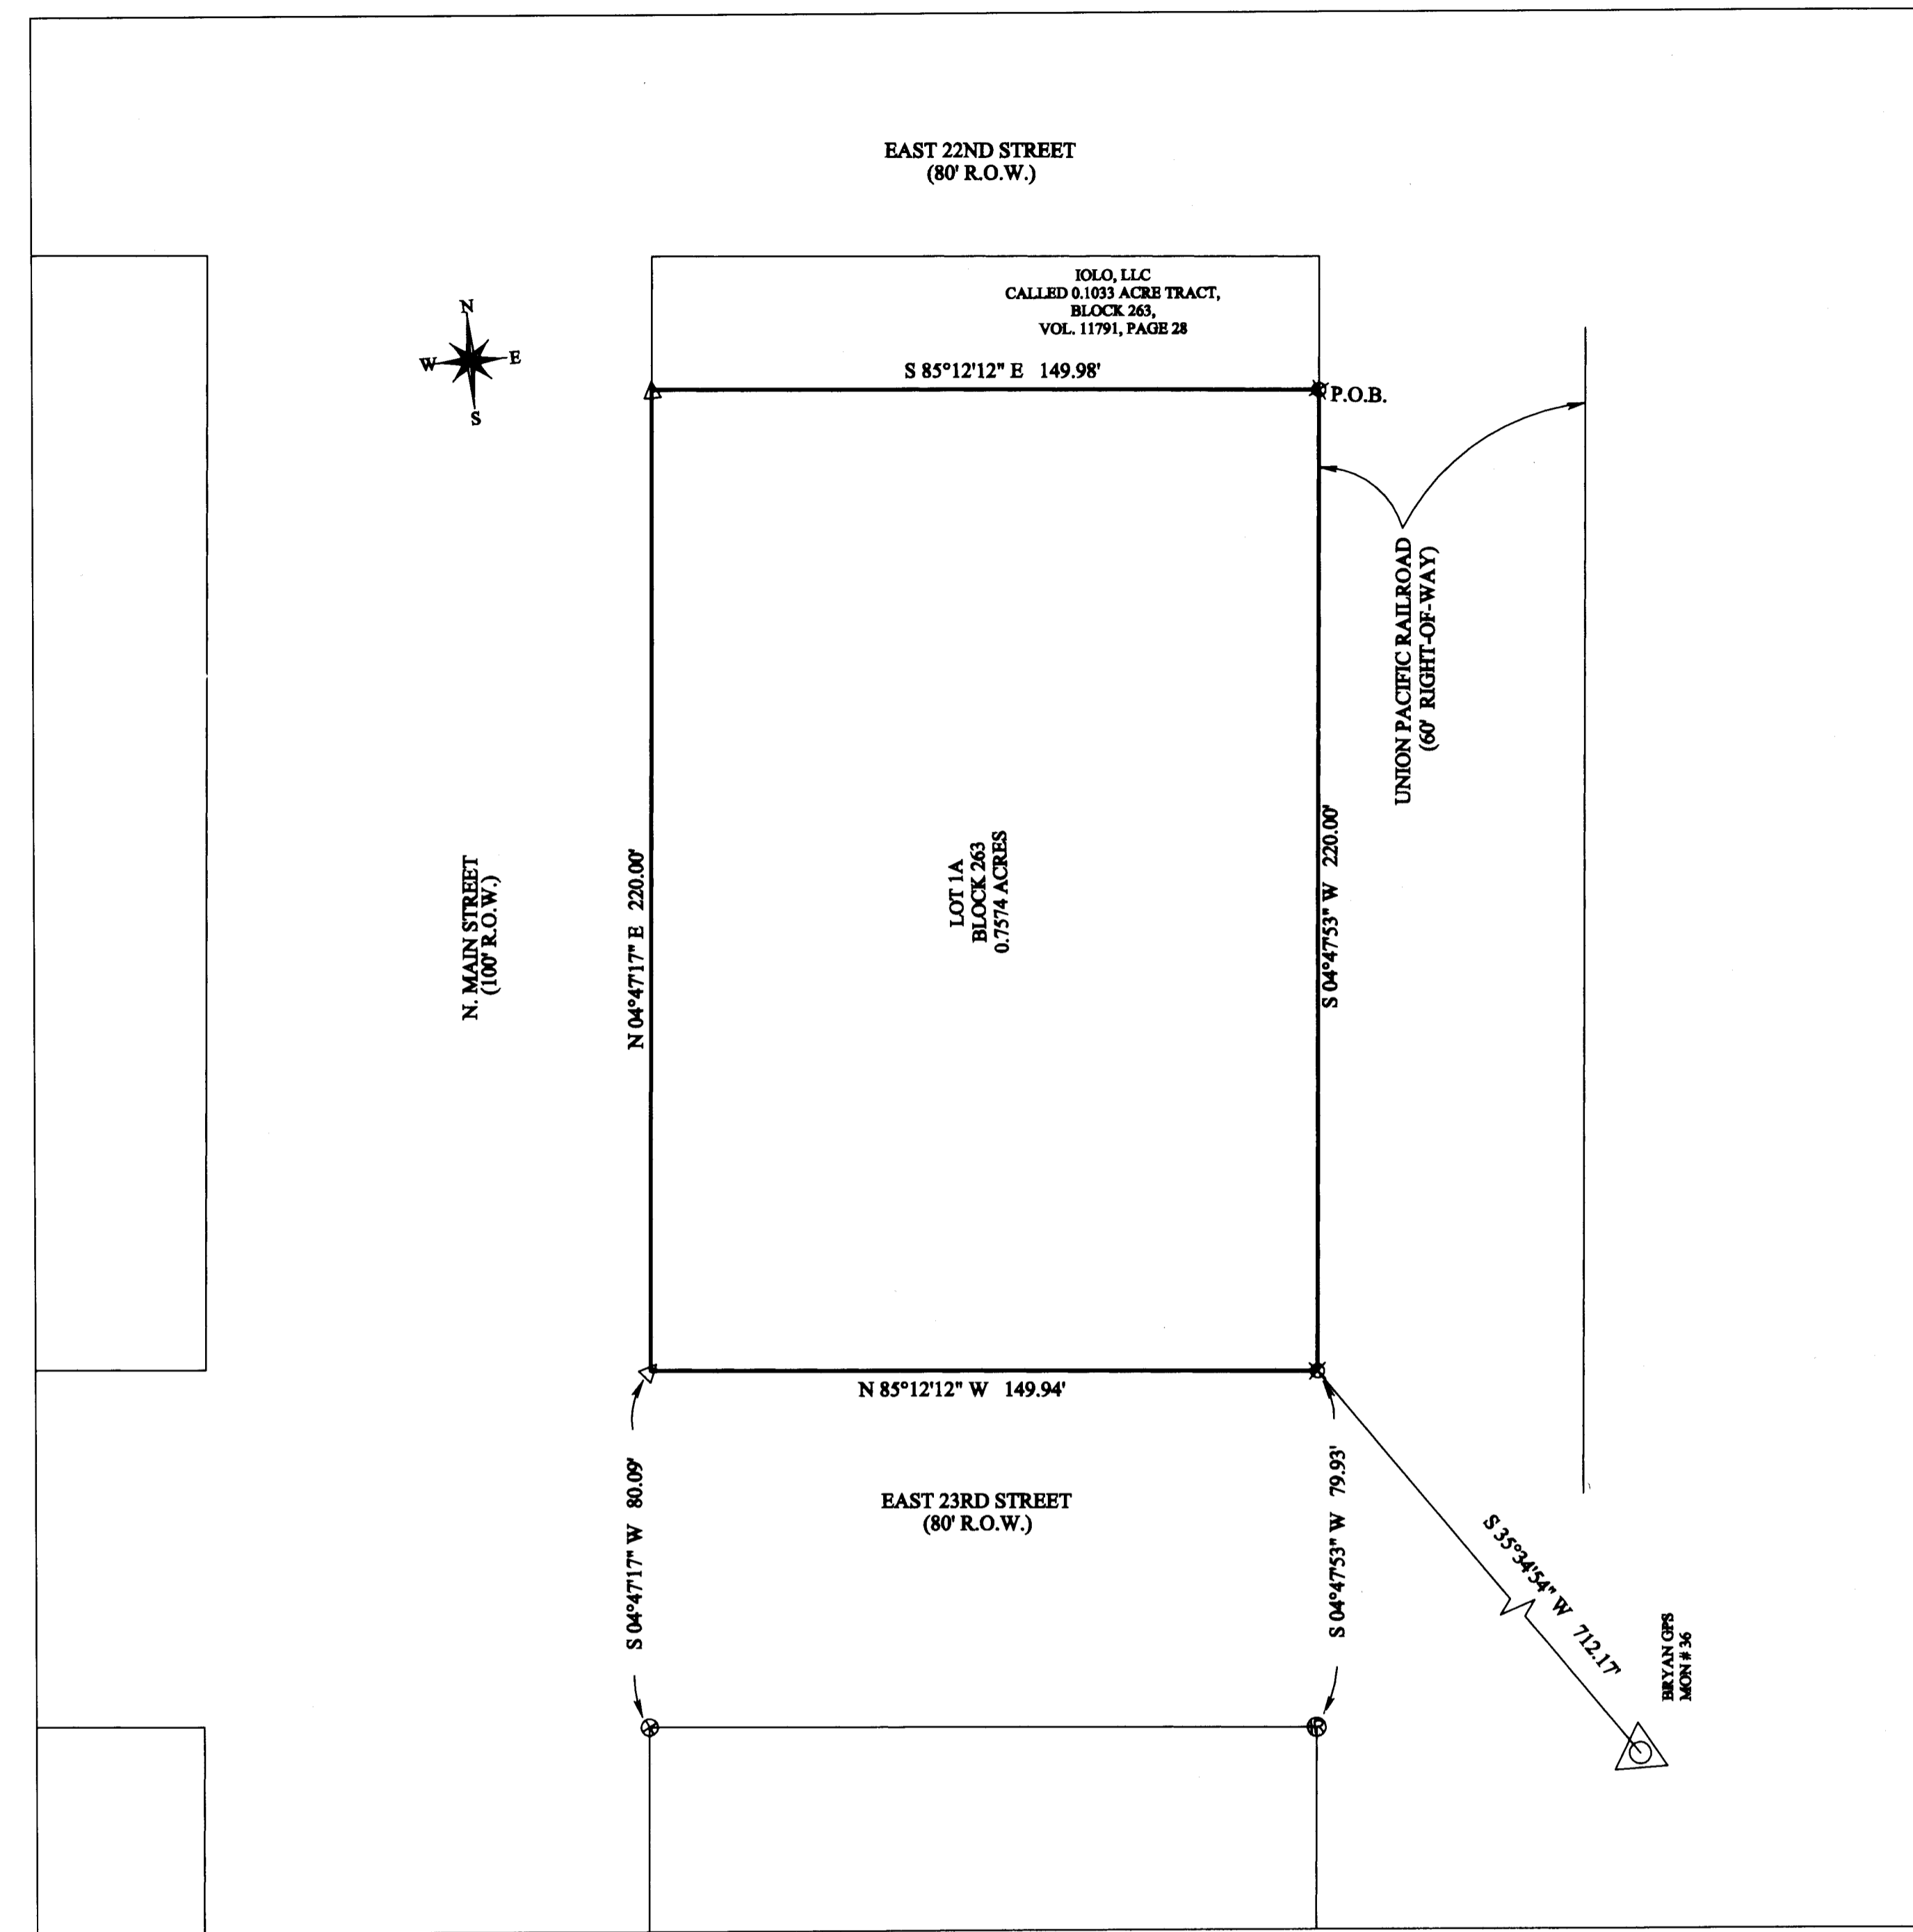 EAST 22ND STREET
(80' R.O.W.)
IOLO, LLC
CALLED 0.1033 ACRE TRACT,
BLOCK 263,
VOL. 11791, PAGE 28
N
W
E
S
S 85°12'12" E 149.98'
P.O.B.
UNION PACIFIC RAILROAD
(60' RIGHT-OF-WAY)
N. MAIN STREET
(100' R.O.W.)
N 04°47'17" E 220.00'
LOT 1A
BLOCK 263
0.7574 ACRES
S 04°47'53" W 220.00'
N 85°12'12" W 149.94'
S 04°47'17" W 80.09'
EAST 23RD STREET
(80' R.O.W.)
S 04°47'53" W 79.93'
S 35°34'54" W 712.17'
BRYAN GPS
MON # 36